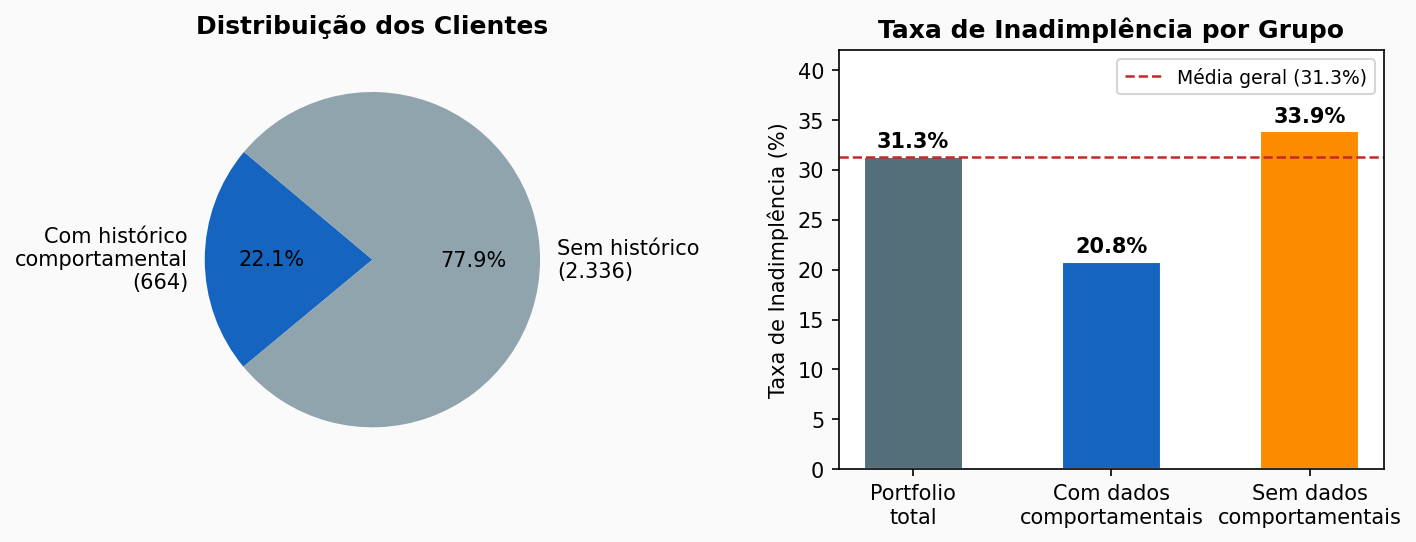 Distribuição dos Clientes
Com histórico
comportamental
(664)
22.1%
77.9%
Sem histórico
(2.336)
Taxa de Inadimplência por Grupo
Taxa de Inadimplência (%)
40
35
30
25
20
15
10
5
0
Média geral (31.3%)
31.3%
20.8%
33.9%
Portfolio
total
Com dados
comportamentais
Sem dados
comportamentais